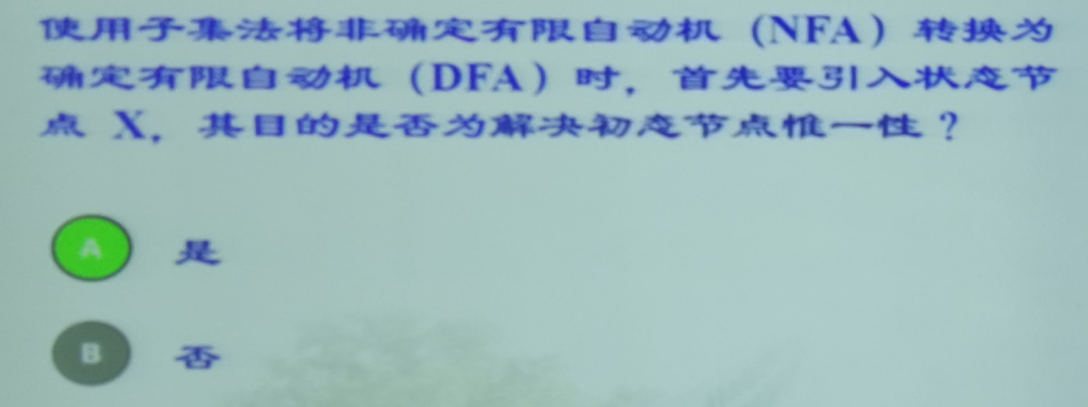 使用子集法将非确定有限自动机（NFA）转换为
确定有限自动机（DFA）时，首先要引入状态节
点 X，其目的是否为解决初态节点惟一性？
A 是
B 否